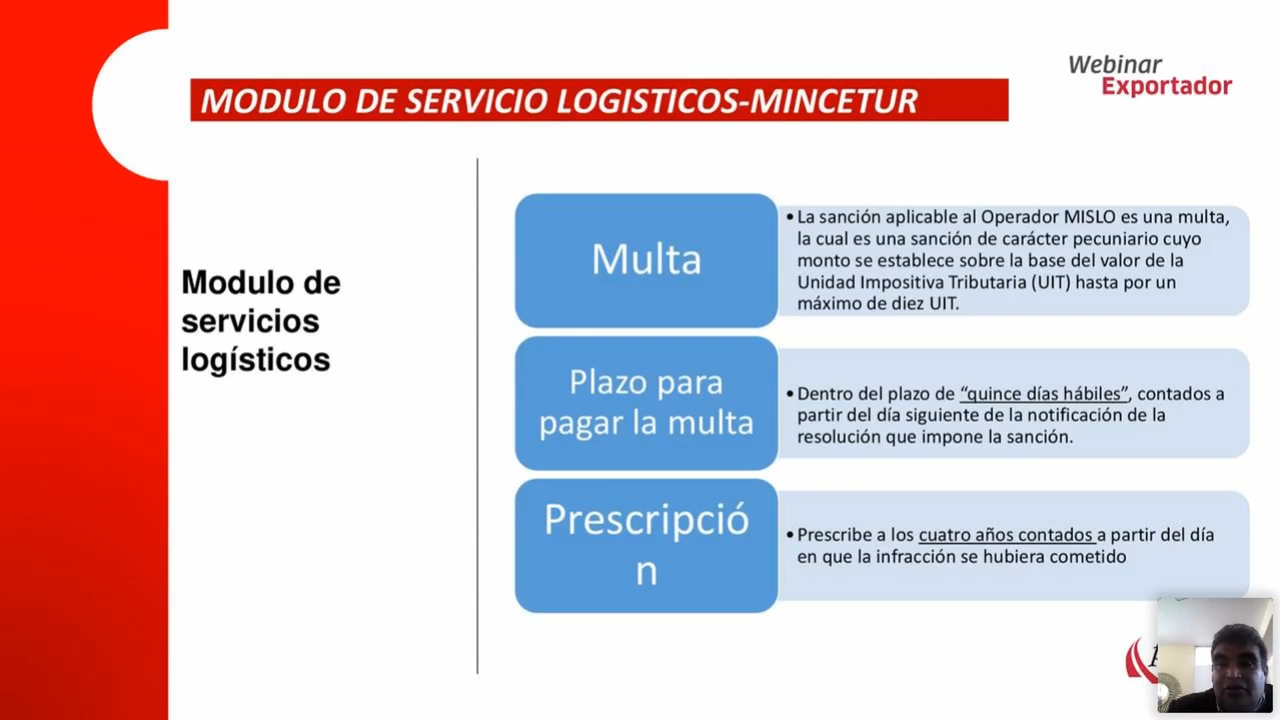 Webinar
Exportador
MODULO DE SERVICIO LOGISTICOS-MINCETUR
Modulo de
servicios
logísticos
Multa
•La sanción aplicable al Operador MISLO es una multa,
la cual es una sanción de carácter pecuniario cuyo
monto se establece sobre la base del valor de la
Unidad Impositiva Tributaria (UIT) hasta por un
máximo de diez UIT.
Plazo para
pagar la multa
•Dentro del plazo de “quince días hábiles”, contados a
partir del día siguiente de la notificación de la
resolución que impone la sanción.
Prescripció
n
•Prescribe a los cuatro años contados a partir del día
en que la infracción se hubiera cometido